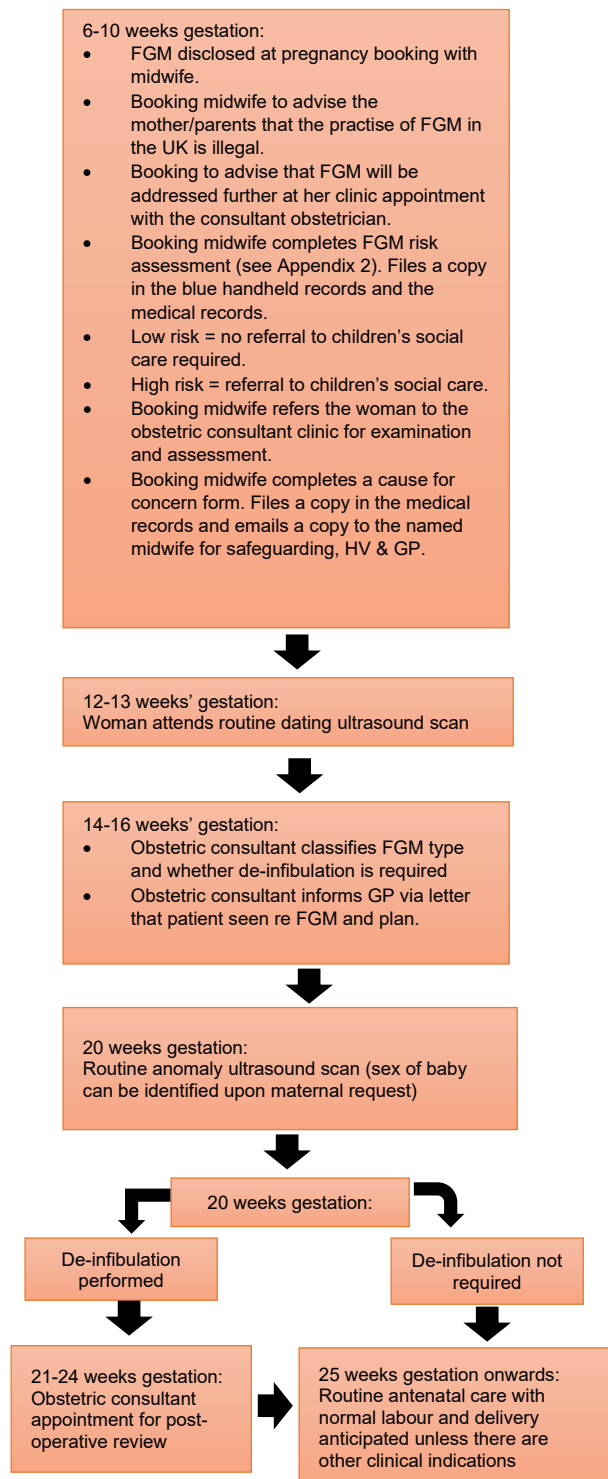 6-10 weeks gestation:
• FGM disclosed at pregnancy booking with
midwife.
• Booking midwife to advise the
mother/parents that the practise of FGM in
the UK is illegal.
• Booking to advise that FGM will be
addressed further at her clinic appointment
with the consultant obstetrician.
• Booking midwife completes FGM risk
assessment (see Appendix 2). Files a copy
in the blue handheld records and the
medical records.
• Low risk = no referral to children’s social
care required.
• High risk = referral to children’s social care.
• Booking midwife refers the woman to the
obstetric consultant clinic for examination
and assessment.
• Booking midwife completes a cause for
concern form. Files a copy in the medical
records and emails a copy to the named
midwife for safeguarding, HV & GP.
12-13 weeks’ gestation:
Woman attends routine dating ultrasound scan
14-16 weeks’ gestation:
• Obstetric consultant classifies FGM type
and whether de-infibulation is required
• Obstetric consultant informs GP via letter
that patient seen re FGM and plan.
20 weeks gestation:
Routine anomaly ultrasound scan (sex of baby
can be identified upon maternal request)
20 weeks gestation:
De-infibulation
performed
De-infibulation not
required
21-24 weeks gestation:
Obstetric consultant
appointment for post-
operative review
25 weeks gestation onwards:
Routine antenatal care with
normal labour and delivery
anticipated unless there are
other clinical indications